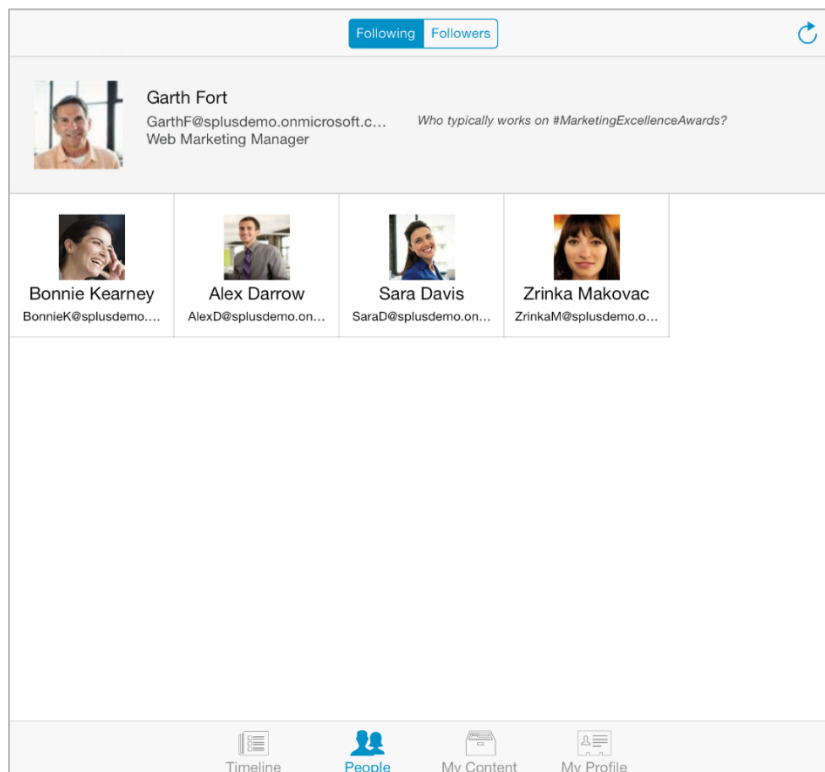 Following Followers
Garth Fort
GarthF@splusdemo.onmicrosoft.c...
Web Marketing Manager
Who typically works on #MarketingExcellenceAwards?
Bonnie Kearney
BonnieK@splusdemo....
Alex Darrow
AlexD@splusdemo.on...
Sara Davis
SaraD@splusdemo.on...
Zrinka Makovac
ZrinkaM@splusdemo.o...
Timeline
People
My Content
My Profile